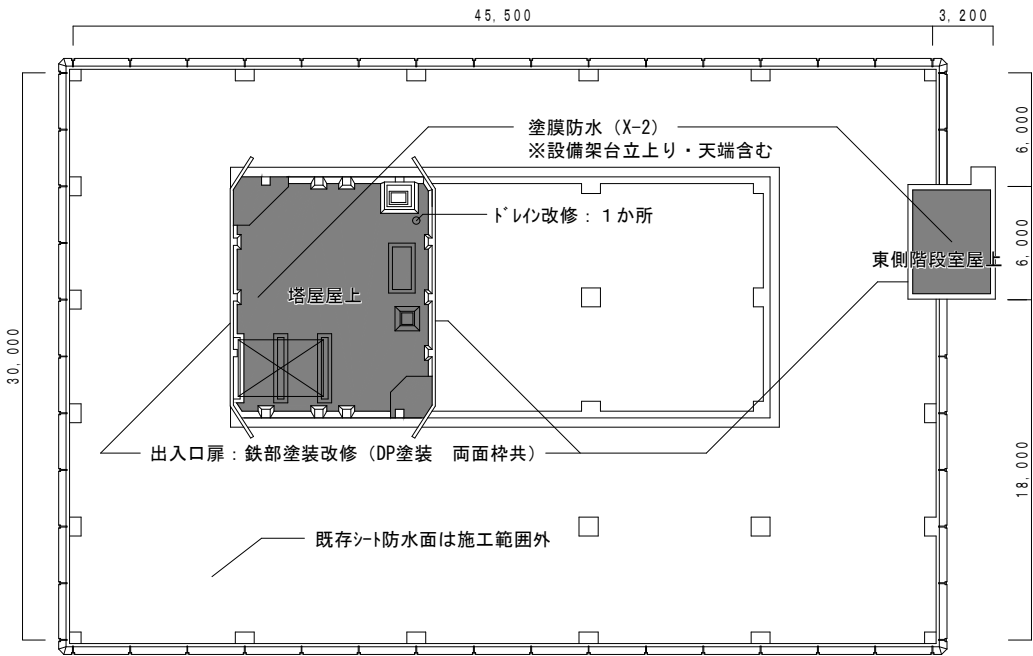 45,500
3,200
塗膜防水（X-2）
※設備架台立上り・天端含む
6,000
ドレイン改修：１か所
東側階段室屋上
6,000
塔屋屋上
30,000
出入口扉：鉄部塗装改修（DP塗装　両面枠共）
18,000
既存シート防水面は施工範囲外